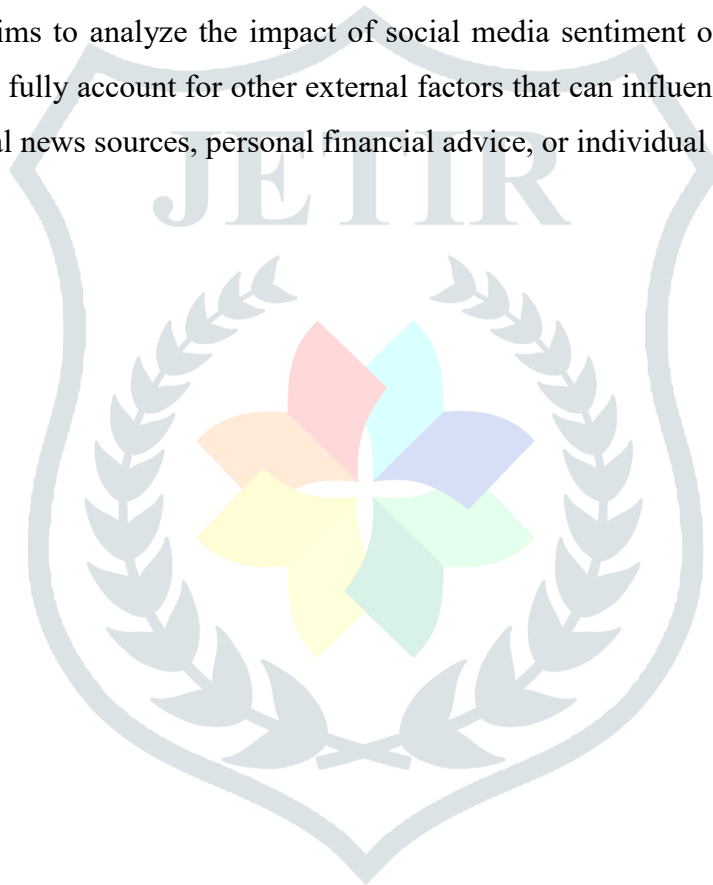 ims to analyze the impact of social media sentiment o
fully account for other external factors that can influen
l news sources, personal financial advice, or individual
JETIR